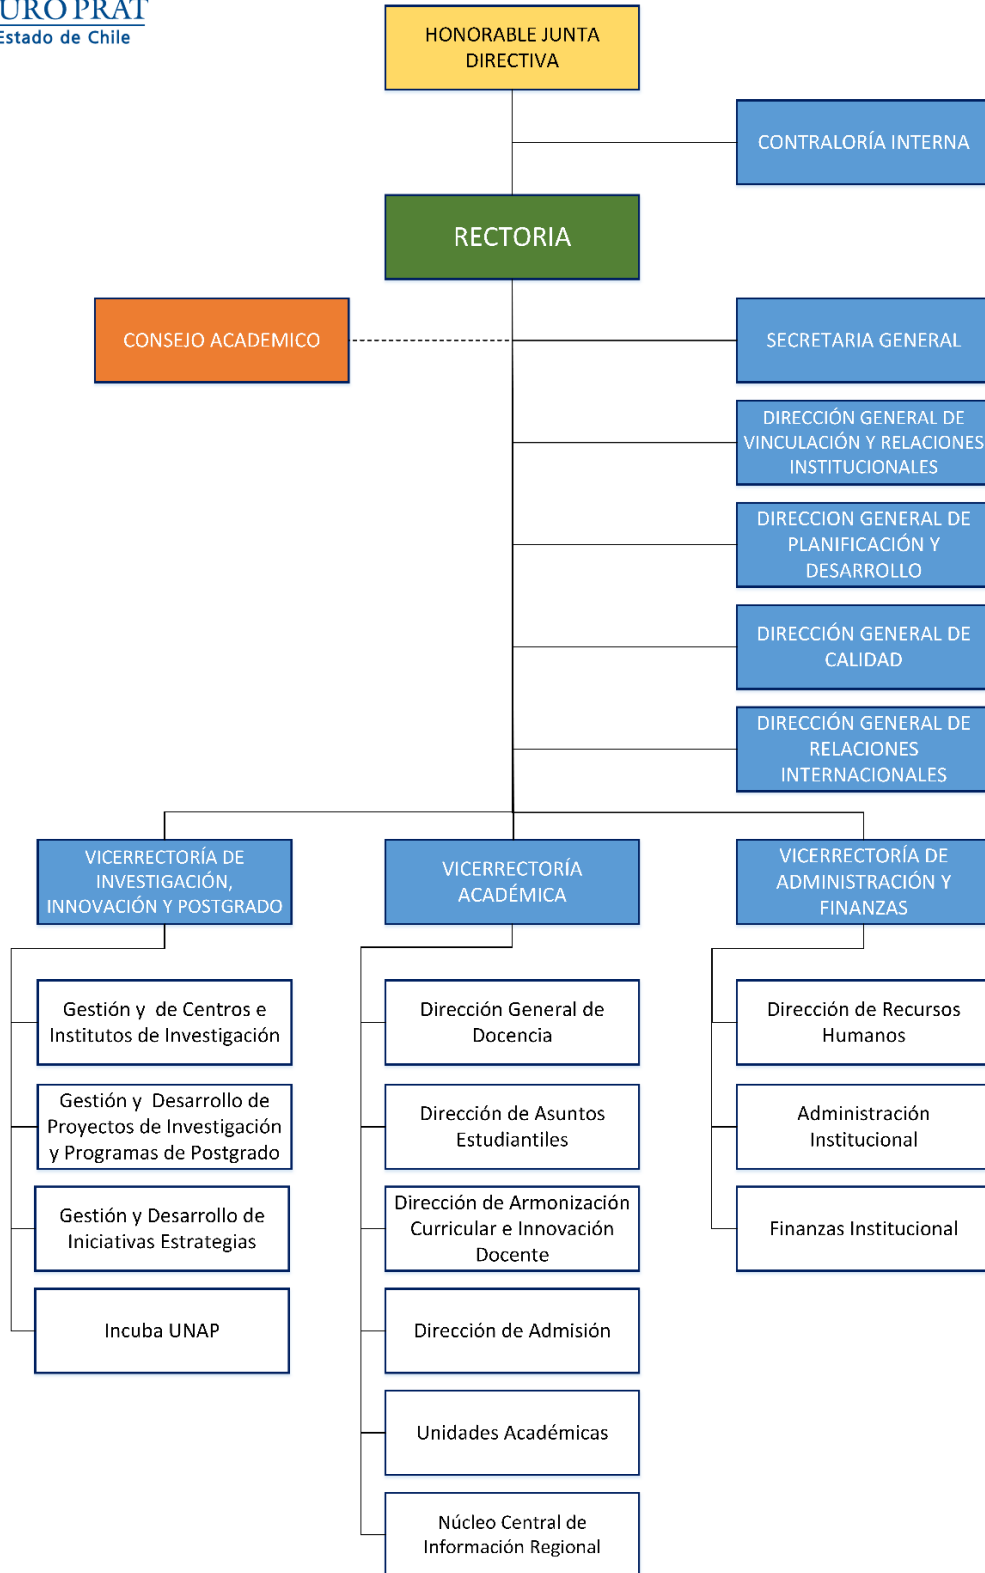 URO PRAT
Estado de Chile
HONORABLE JUNTA
DIRECTIVA
CONTRALORÍA INTERNA
RECTORIA
CONSEJO ACADEMICO
SECRETARIA GENERAL
DIRECCIÓN GENERAL DE
VINCULACIÓN Y RELACIONES
INSTITUCIONALES
DIRECCION GENERAL DE
PLANIFICACIÓN Y
DESARROLLO
DIRECCIÓN GENERAL DE
CALIDAD
DIRECCIÓN GENERAL DE
RELACIONES
INTERNACIONALES
VICERRECTORÍA DE
INVESTIGACIÓN,
INNOVACIÓN Y POSTGRADO
VICERRECTORÍA
ACADÉMICA
VICERRECTORÍA DE
ADMINISTRACIÓN Y
FINANZAS
Gestión y de Centros e
Institutos de Investigación
Gestión y Desarrollo de
Proyectos de Investigación
y Programas de Postgrado
Gestión y Desarrollo de
Iniciativas Estrategias
Incuba UNAP
Dirección General de
Docencia
Dirección de Asuntos
Estudiantiles
Dirección de Armonización
Curricular e Innovación
Docente
Dirección de Admisión
Unidades Académicas
Núcleo Central de
Información Regional
Dirección de Recursos
Humanos
Administración
Institucional
Finanzas Institucional